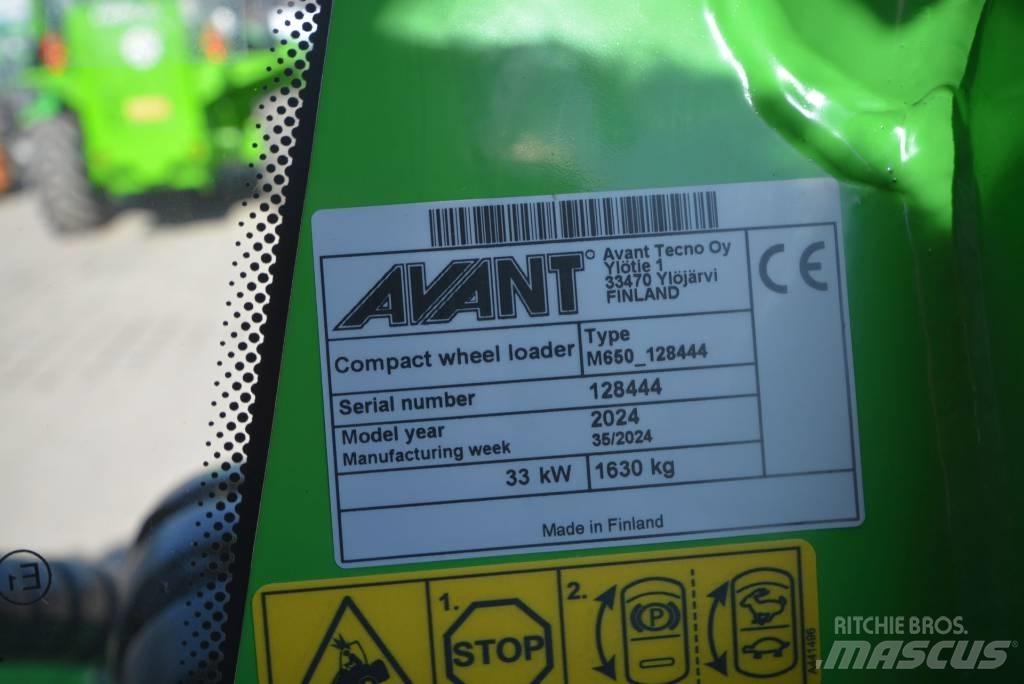 AVANT
Avant Tecno Oy
Ylötie 1
33470 Ylöjärvi
FINLAND
CE
Compact wheel loader
Type
M650_128444
Serial number
128444
Model year
2024
Manufacturing week
35/2024
33 kW
1630 kg
Made in Finland
1.
STOP
2.
P
A441496
E1
RITCHIE BROS.
MASCUS